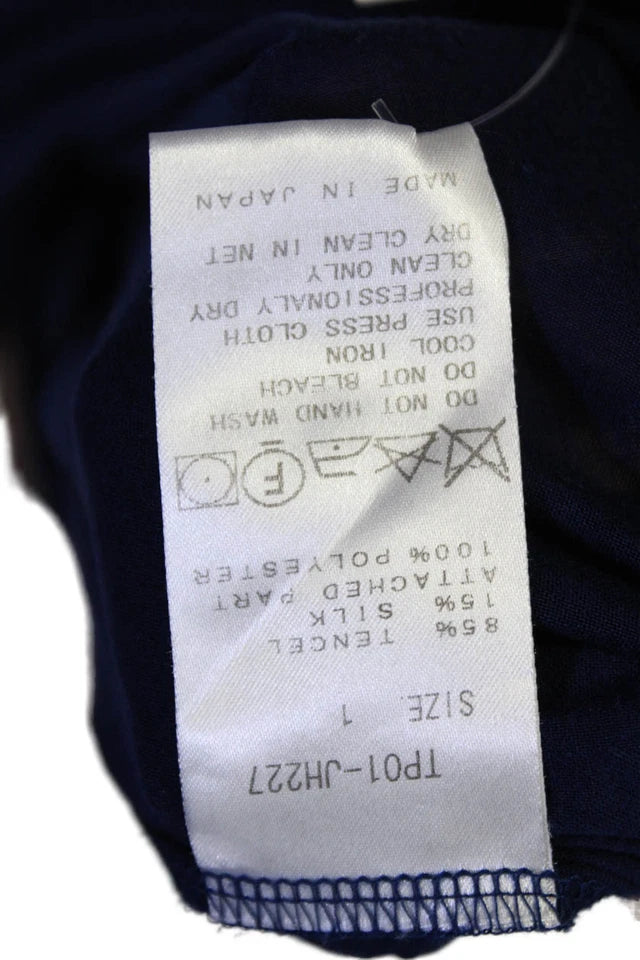 TP01-JH227
SIZE 1
85% TENCEL
15% SILK
ATTACHED PART
100% POLYESTER
F
DO NOT HAND WASH
DO NOT BLEACH
COOL IRON
USE PRESS CLOTH
PROFESSIONALY DRY
CLEAN ONLY
DRY CLEAN IN NET
MADE IN JAPAN